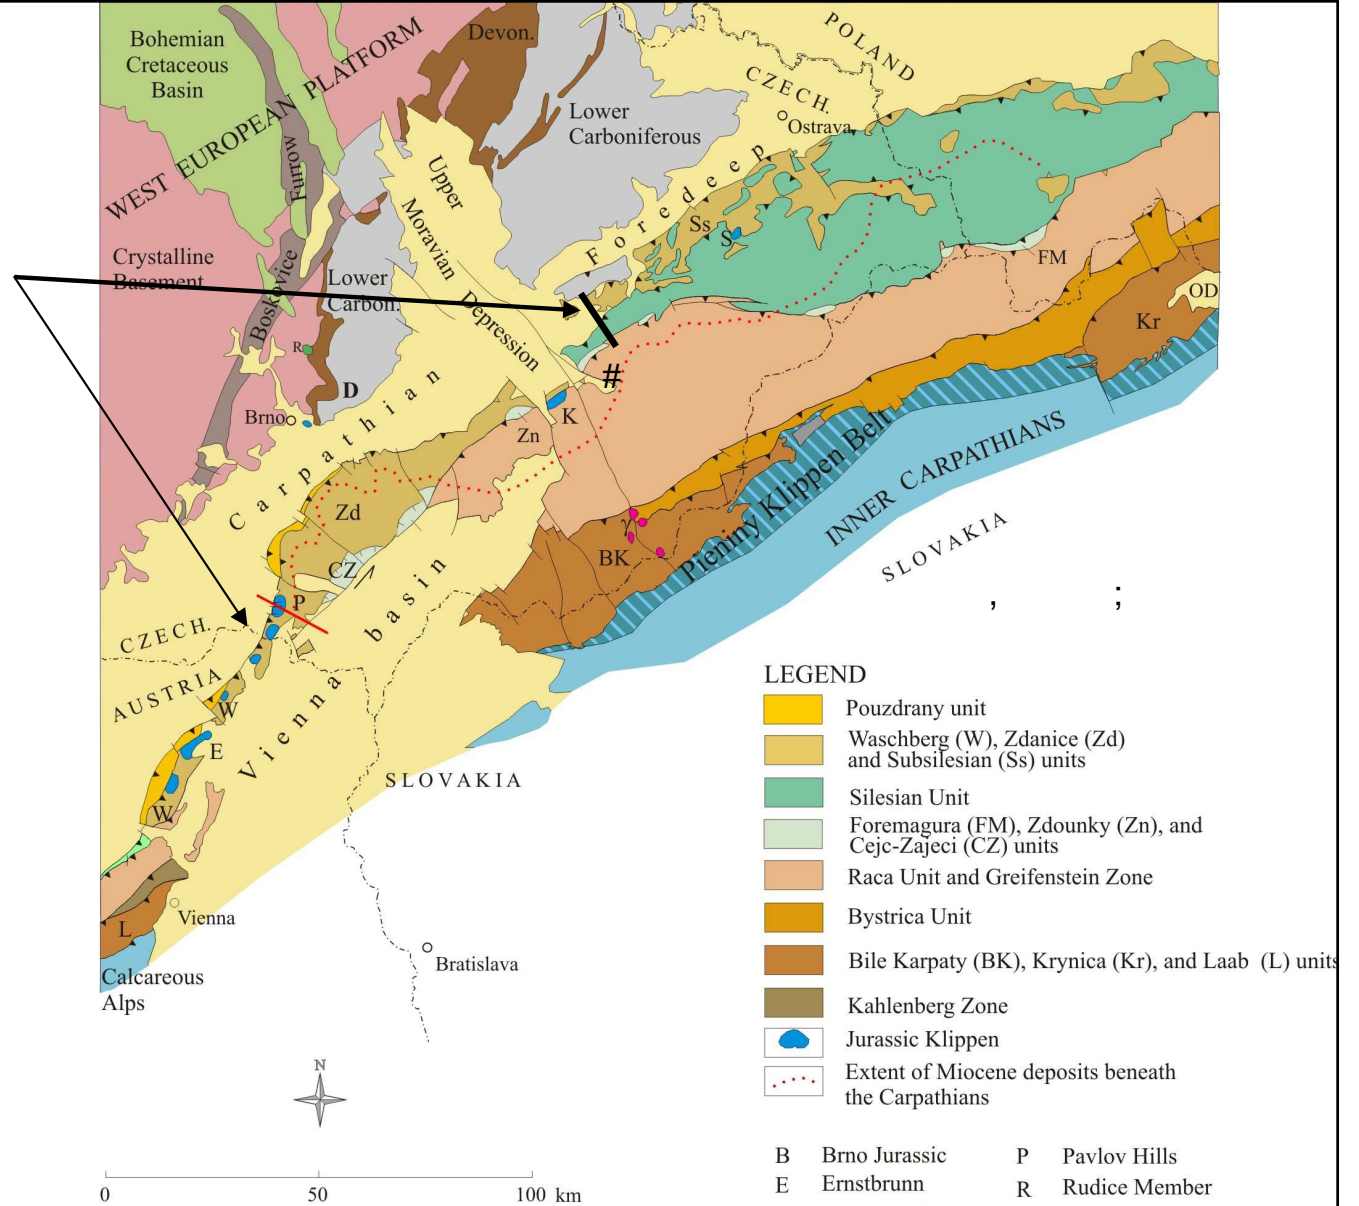 Bohemian
Cretaceous
Basin
WEST EUROPEAN PLATFORM
Devon.
POLAND
CZECH.
Ostrava
Lower
Carboniferous
Furrow
Boskovice
Upper
Moravian
Depression
Foredeep
Crystalline
Basement
Lower
Carbon.
Ss
S
FM
OD
Kr
R
D
#
Brno
K
Zn
Carpathian
Zd
CZ
BK
γ
Pieniny Klippen Belt
INNER CARPATHIANS
SLOVAKIA
, ;
P
CZECH.
AUSTRIA
basin
Vienna
W
E
SLOVAKIA
W
L
Vienna
Calcareous
Alps
Bratislava
LEGEND
Pouzdrany unit
Waschberg (W), Zdanice (Zd)
and Subsilesian (Ss) units
Silesian Unit
Foremagura (FM), Zdounky (Zn), and
Cejc-Zajeci (CZ) units
Raca Unit and Greifenstein Zone
Bystrica Unit
Bile Karpaty (BK), Krynica (Kr), and Laab (L) units
Kahlenberg Zone
Jurassic Klippen
Extent of Miocene deposits beneath
the Carpathians
N
B Brno Jurassic P Pavlov Hills
E Ernstbrunn R Rudice Member
0 50 100 km